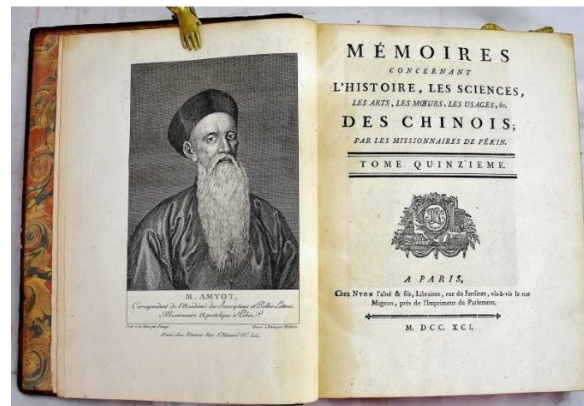 M. AMYOT,
Correspondant de l'Académie des Inscriptions et Belles-Lettres,
Missionnaire Apostolique à Pékin,
MÉMOIRES
CONCERNANT
L'HISTOIRE, LES SCIENCES,
LES ARTS, LES MŒURS, LES USAGES, &c.
DES CHINOIS;
PAR LES MISSIONNAIRES DE PÉKIN.
TOME QUINZIEME.
A PARIS,
Chez NYON l'aîné & fils, Libraires, rue du Jardinet, vis-à-vis la rue
Mignon, près de l'Imprimeur du Parlement.
M. DCC. XCI.